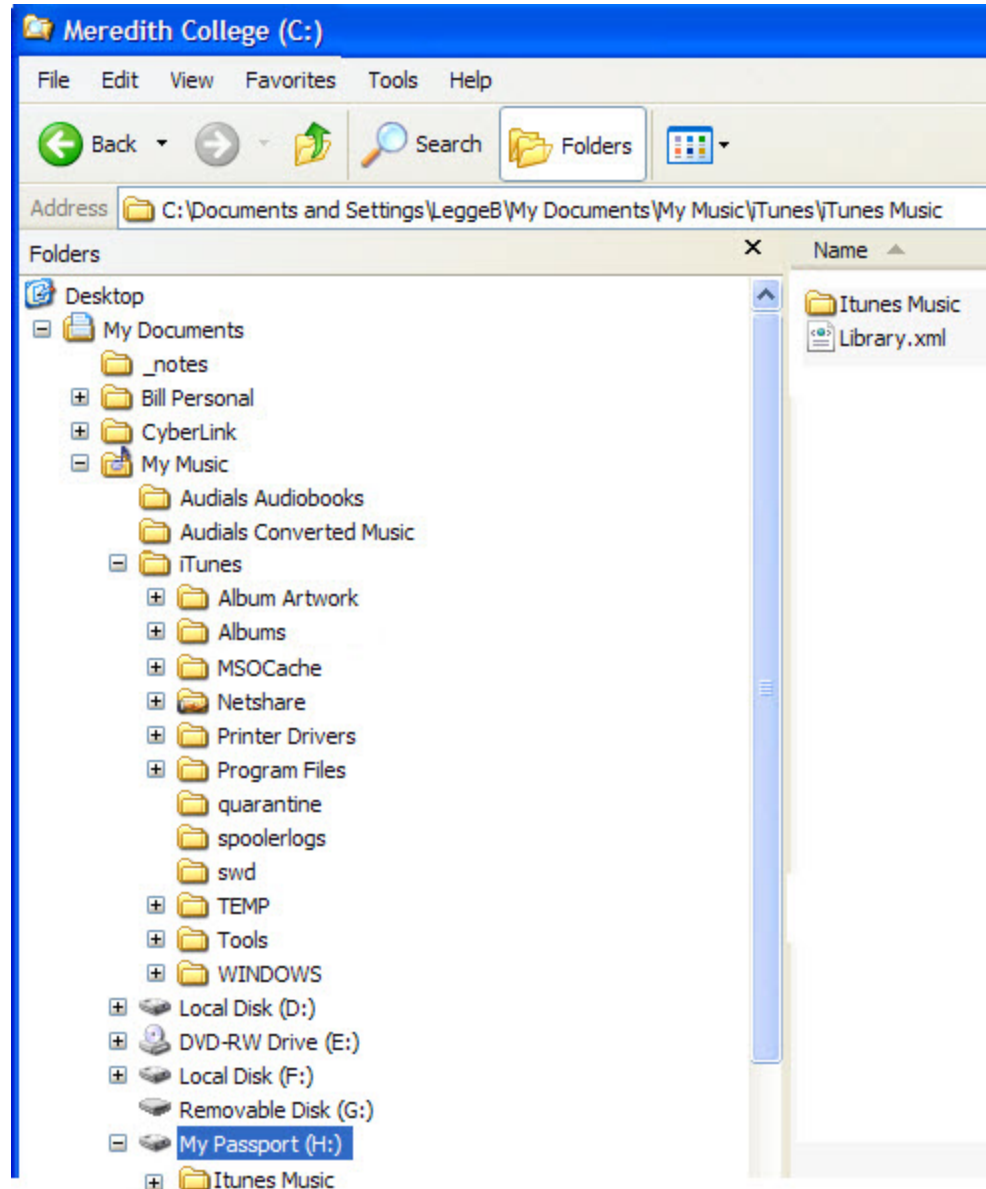 Meredith College (C:)
File Edit View Favorites Tools Help
Back Search Folders
Address C:\Documents and Settings\LeggeB\My Documents\My Music\iTunes\iTunes Music
Folders X Name
Desktop
My Documents
_notes
Bill Personal
CyberLink
My Music
Audials Audiobooks
Audials Converted Music
iTunes
Album Artwork
Albums
MSOCache
Netshare
Printer Drivers
Program Files
quarantine
spoolerlogs
swd
TEMP
Tools
WINDOWS
Local Disk (D:)
DVD-RW Drive (E:)
Local Disk (F:)
Removable Disk (G:)
My Passport (H:)
Itunes Music
Itunes Music
Library.xml